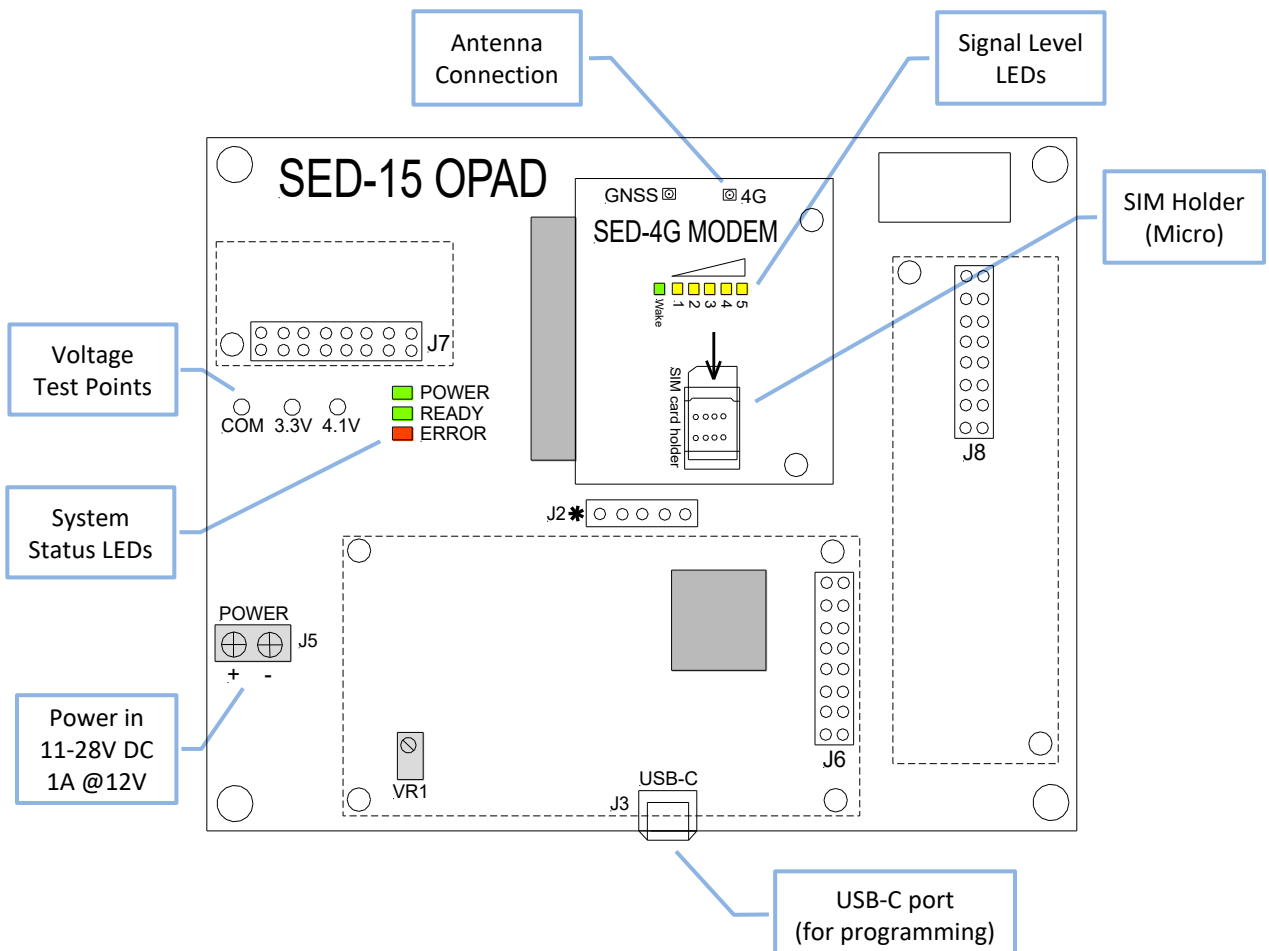 Antenna
Connection
Signal Level
LEDs
SED-15 OPAD
GNSS
4G
SED-4G MODEM
SIM Holder
(Micro)
Wake
1
2
3
4
5
J7
Voltage
Test Points
SIM card holder
POWER
READY
ERROR
COM 3.3V 4.1V
J8
System
Status LEDs
J2✱
POWER
J5
+ -
Power in
11-28V DC
1A @12V
VR1
J6
USB-C
J3
USB-C port
(for programming)